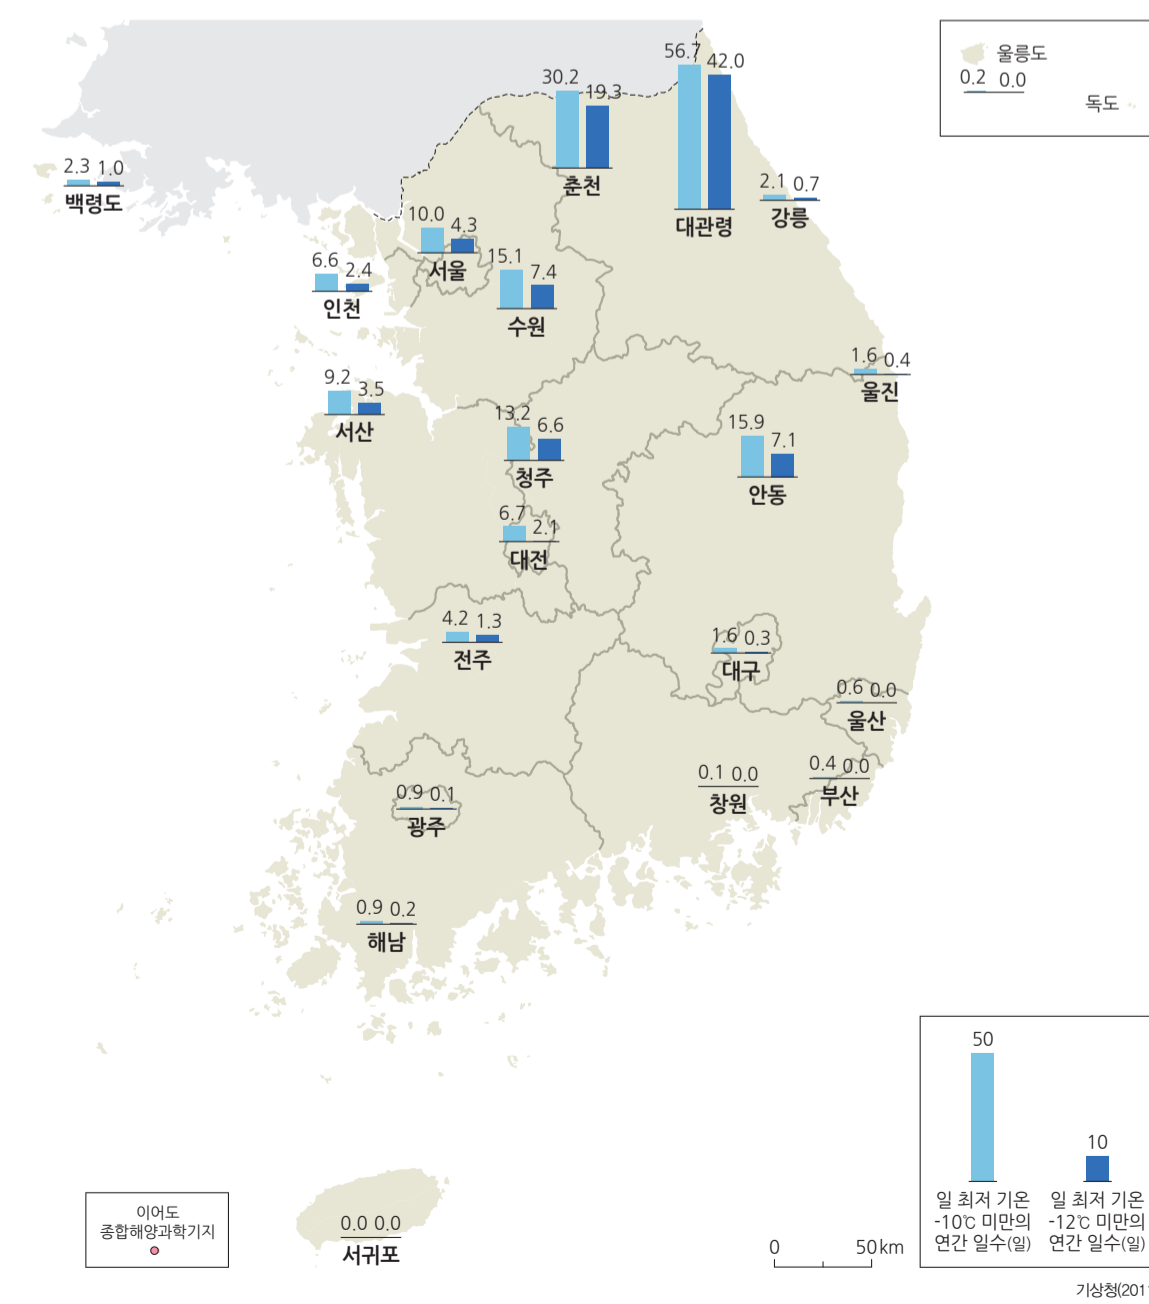 울릉도
0.2 0.0
독도
56.7 42.0
대관령
30.2 19.3
춘천
2.3 1.0
백령도
2.1 0.7
강릉
10.0 4.3
서울
15.1 7.4
수원
6.6 2.4
인천
1.6 0.4
울진
9.2 3.5
서산
13.2 6.6
청주
15.9 7.1
안동
6.7 2.1
대전
4.2 1.3
전주
1.6 0.3
대구
0.6 0.0
울산
0.4 0.0
부산
0.1 0.0
창원
0.9 0.1
광주
0.9 0.2
해남
0.0 0.0
서귀포
이어도
종합해양과학기지
0 50km
50
일 최저 기온
-10℃ 미만의
연간 일수(일)
10
일 최저 기온
-12℃ 미만의
연간 일수(일)
기상청(201